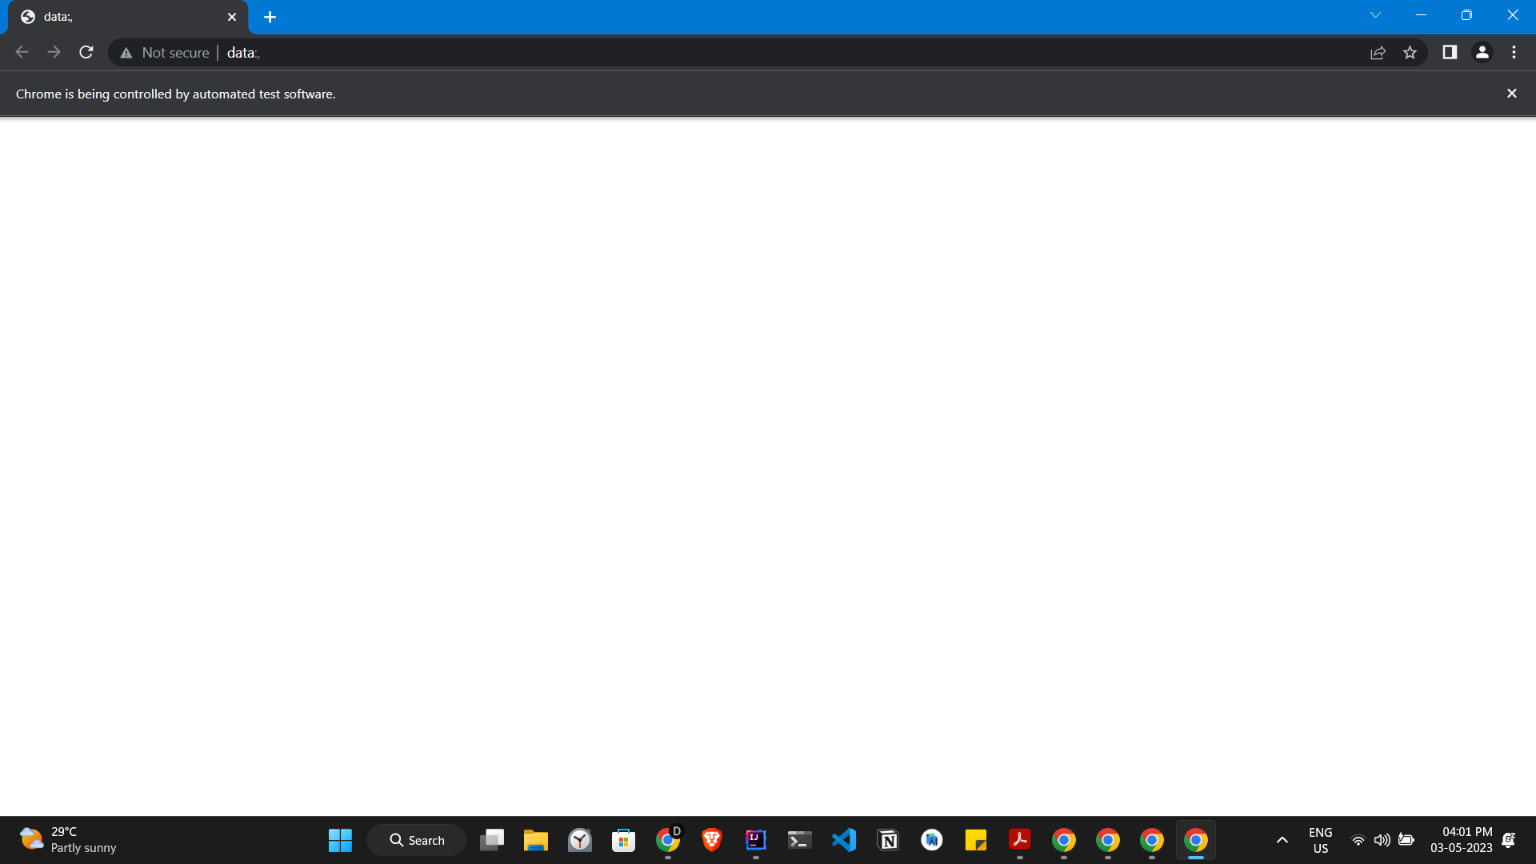 data:,
Not secure | data:,
Chrome is being controlled by automated test software.
29°C
Partly sunny
Search
D
IJ
ENG
US
04:01 PM
03-05-2023